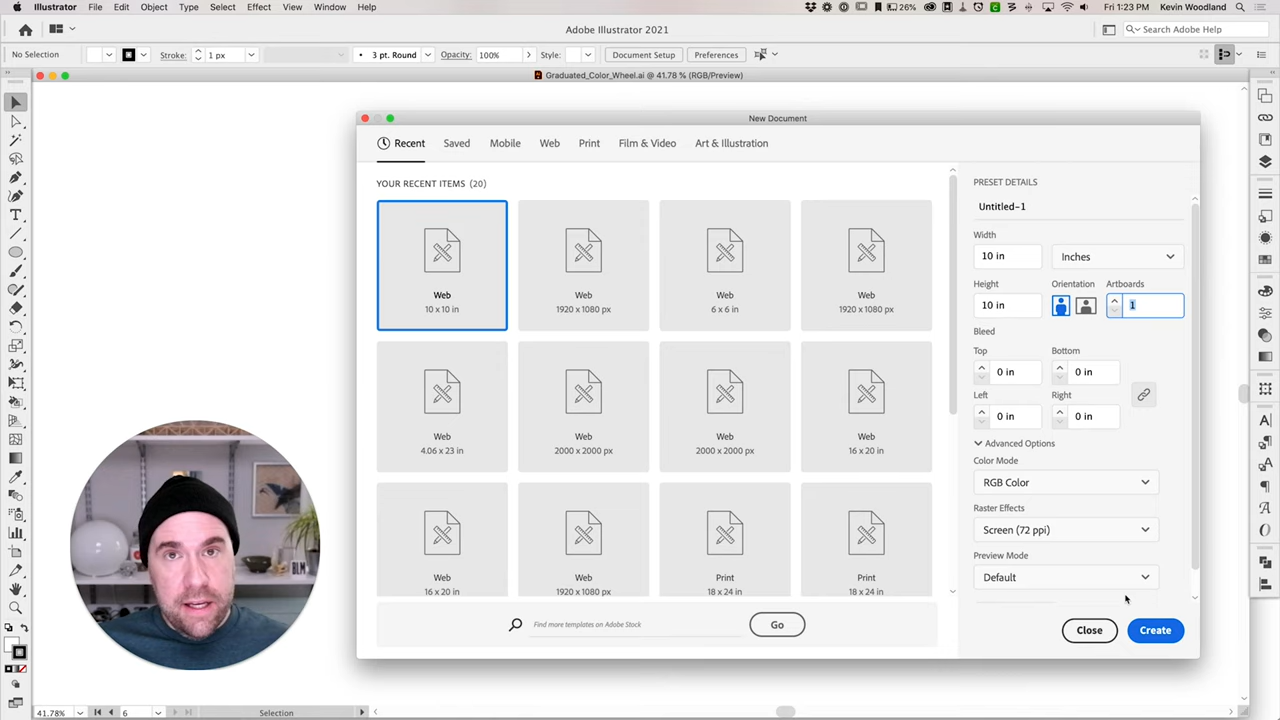 Illustrator File Edit Object Type Select Effect View Window Help
26% Fri 1:23 PM Kevin Woodland
Adobe Illustrator 2021
Search Adobe Help
No Selection Stroke: 1 px 3 pt. Round Opacity: 100% Style: Document Setup Preferences
Graduated_Color_Wheel.ai @ 41.78 % (RGB/Preview)
New Document
Recent Saved Mobile Web Print Film & Video Art & Illustration
YOUR RECENT ITEMS (20)
Web Web Web Web
10 x 10 in 1920 x 1080 px 6 x 6 in 1920 x 1080 px
Web Web Web Web
4.06 x 23 in 2000 x 2000 px 2000 x 2000 px 16 x 20 in
Web Web Print Print
16 x 20 in 1920 x 1080 px 18 x 24 in 18 x 24 in
Find more templates on Adobe Stock Go
PRESET DETAILS
Untitled-1
Width
10 in Inches
Height Orientation Artboards
10 in 1
Bleed
Top Bottom
0 in 0 in
Left Right
0 in 0 in
Advanced Options
Color Mode
RGB Color
Raster Effects
Screen (72 ppi)
Preview Mode
Default
Close Create
BLM
41.78% 6 Selection